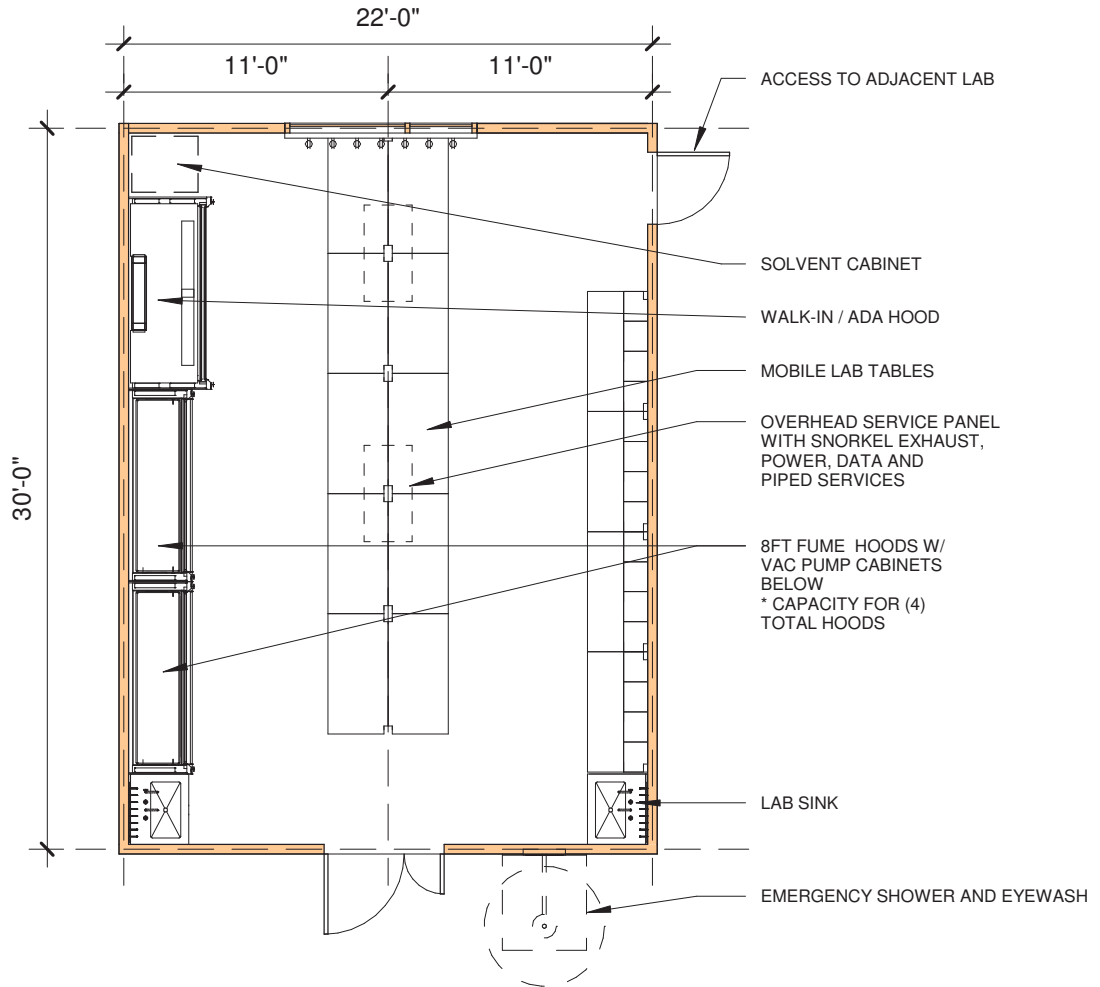 22'-0"
11'-0"
11'-0"
ACCESS TO ADJACENT LAB
SOLVENT CABINET
WALK-IN / ADA HOOD
MOBILE LAB TABLES
OVERHEAD SERVICE PANEL
WITH SNORKEL EXHAUST,
POWER, DATA AND
PIPED SERVICES
30'-0"
8FT FUME HOODS W/
VAC PUMP CABINETS
BELOW
* CAPACITY FOR (4)
TOTAL HOODS
LAB SINK
EMERGENCY SHOWER AND EYEWASH